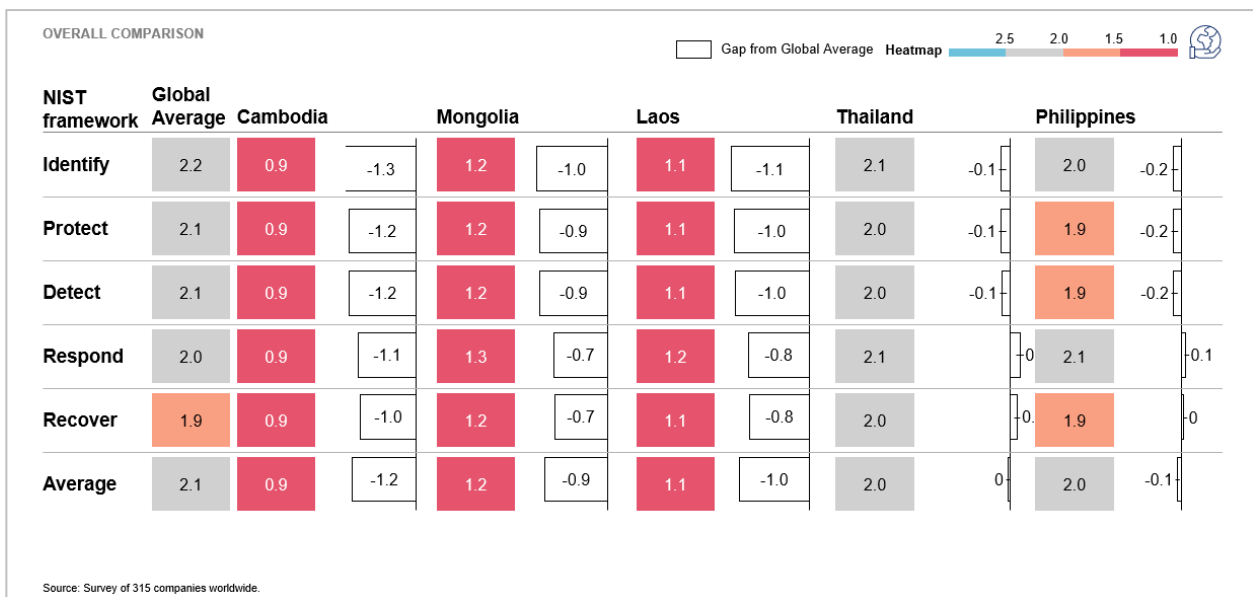 OVERALL COMPARISON
Gap from Global Average Heatmap 2.5 2.0 1.5 1.0
NIST framework Global Average Cambodia Mongolia Laos Thailand Philippines
Identify 2.2 0.9 -1.3 1.2 -1.0 1.1 -1.1 2.1 -0.1 2.0 -0.2
Protect 2.1 0.9 -1.2 1.2 -0.9 1.1 -1.0 2.0 -0.1 1.9 -0.2
Detect 2.1 0.9 -1.2 1.2 -0.9 1.1 -1.0 2.0 -0.1 1.9 -0.2
Respond 2.0 0.9 -1.1 1.3 -0.7 1.2 -0.8 2.1 0 2.1 0.1
Recover 1.9 0.9 -1.0 1.2 -0.7 1.1 -0.8 2.0 0. 1.9 0
Average 2.1 0.9 -1.2 1.2 -0.9 1.1 -1.0 2.0 0 2.0 -0.1
Source: Survey of 315 companies worldwide.